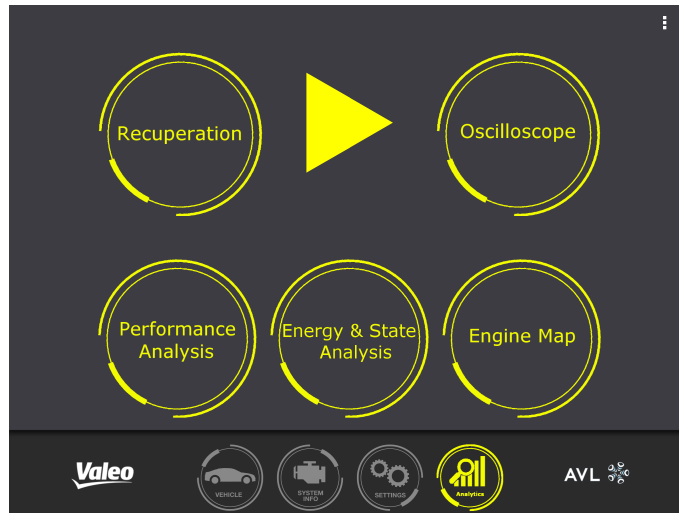 Recuperation
Oscilloscope
Performance
Analysis
Energy & State
Analysis
Engine Map
Valeo
VEHICLE
SYSTEM
INFO
SETTINGS
Analytics
AVL